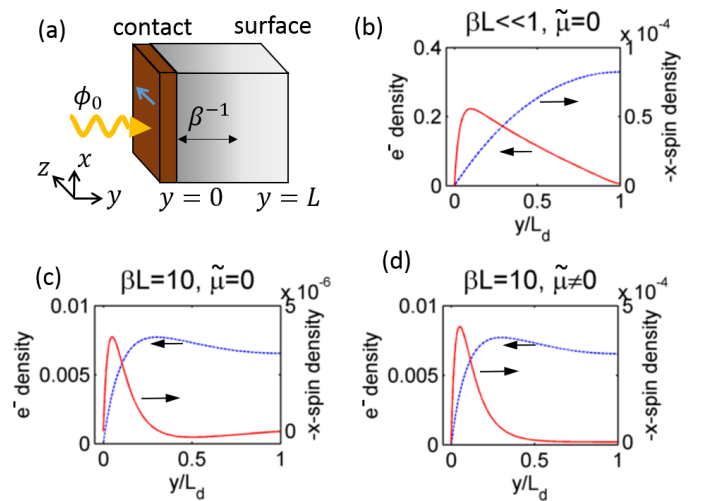 (a)
contact
surface
ϕ₀
β⁻¹
z
x
y
y = 0
y = L
(b)
βL<<1, μ̃=0
x 10⁻⁴
0.4
0.2
0
1
0.5
0
e⁻ density
-x-spin density
0
0.5
1
y/L_d
(c)
βL=10, μ̃=0
x 10⁻⁶
0.01
0.005
0
5
0
e⁻ density
-x-spin density
0
0.5
1
y/L_d
(d)
βL=10, μ̃≠0
x 10⁻⁴
0.01
0.005
0
5
0
e⁻ density
-x-spin density
0
0.5
1
y/L_d